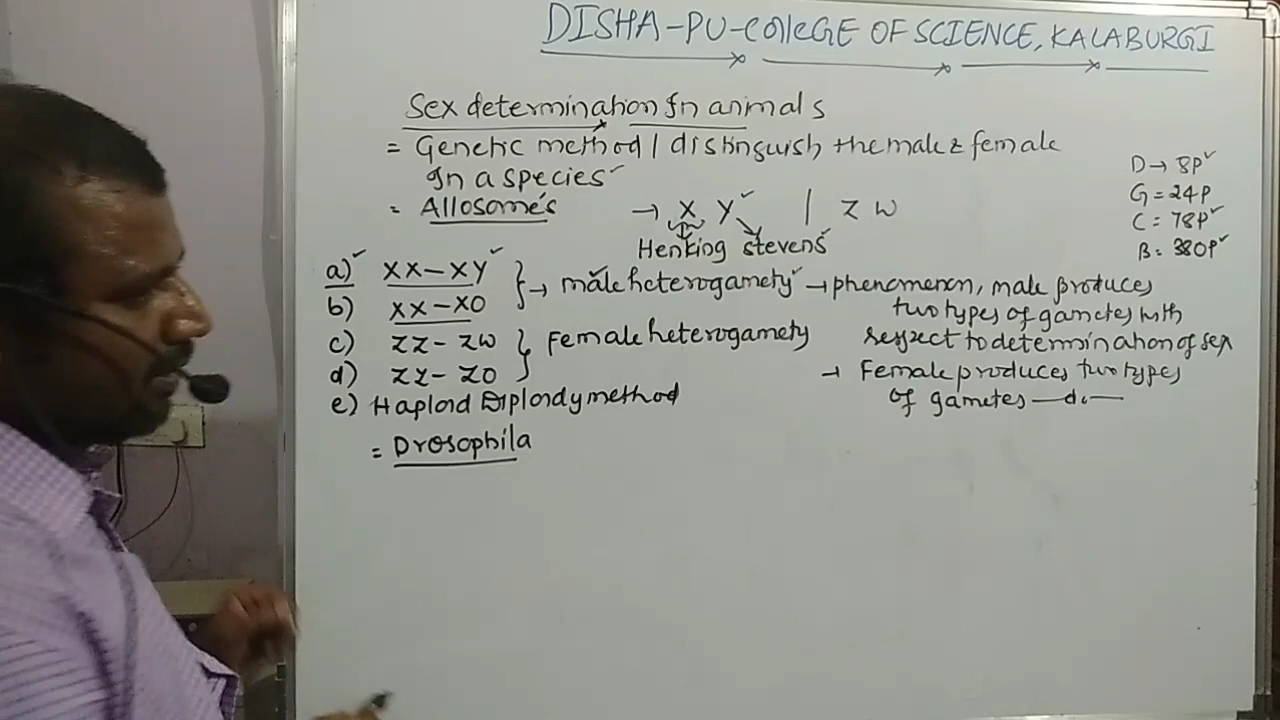 DISHA-PU-COLLEGE OF SCIENCE, KALABURGI
Sex determination In animals
= Genetic method / distinguish the male & female
In a species
= Allosome's → X, Y | Z W
Henking stevens
D → 8P
G = 24P
C = 78P
B = 380P
a) XX-XY
b) XX-XO
→ male heterogamety → phenomenon, male produces
two types of gametes with
respect to determination of sex
c) ZZ-ZW
d) ZZ-ZO
Female heterogamety
→ Female produces two types
of gametes —do—
e) Haploid Diploidy method
= Drosophila